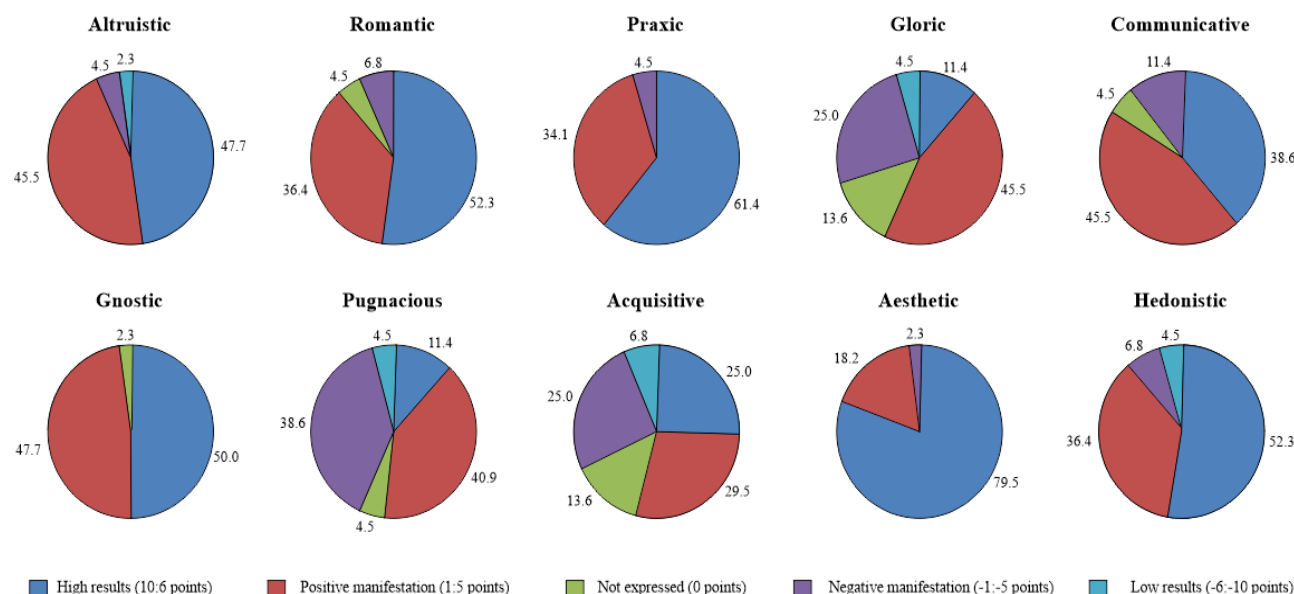 Altruistic Romantic Praxic Gloric Communicative
4.5 2.3 47.7 45.5
4.5 6.8 36.4 52.3
4.5 34.1 61.4
4.5 11.4 25.0 13.6 45.5
11.4 4.5 38.6 45.5
Gnostic Pugnacious Acquisitive Aesthetic Hedonistic
2.3 47.7 50.0
4.5 11.4 38.6 40.9 4.5
6.8 25.0 25.0 13.6 29.5
2.3 18.2 79.5
4.5 6.8 36.4 52.3
High results (10:6 points) Positive manifestation (1:5 points) Not expressed (0 points) Negative manifestation (-1:-5 points) Low results (-6:-10 points)